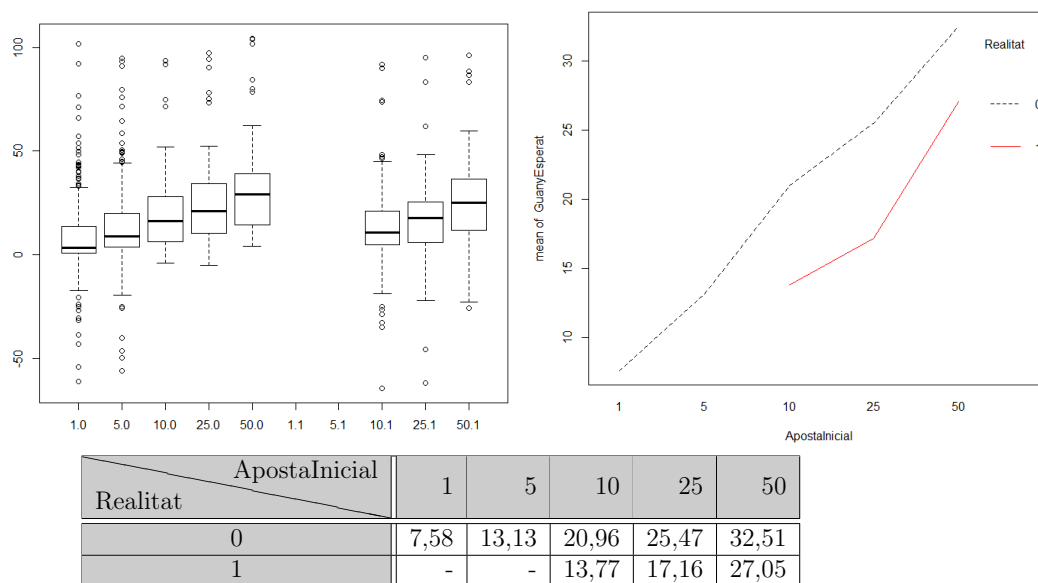 100
50
0
-50
1.0 5.0 10.0 25.0 50.0 1.1 5.1 10.1 25.1 50.1
mean of GuanyEsperat
30
25
20
15
10
1 5 10 25 50
ApostaInicial
Realitat
0
ApostaInicial
Realitat
1 5 10 25 50
0 7,58 13,13 20,96 25,47 32,51
1 - - 13,77 17,16 27,05